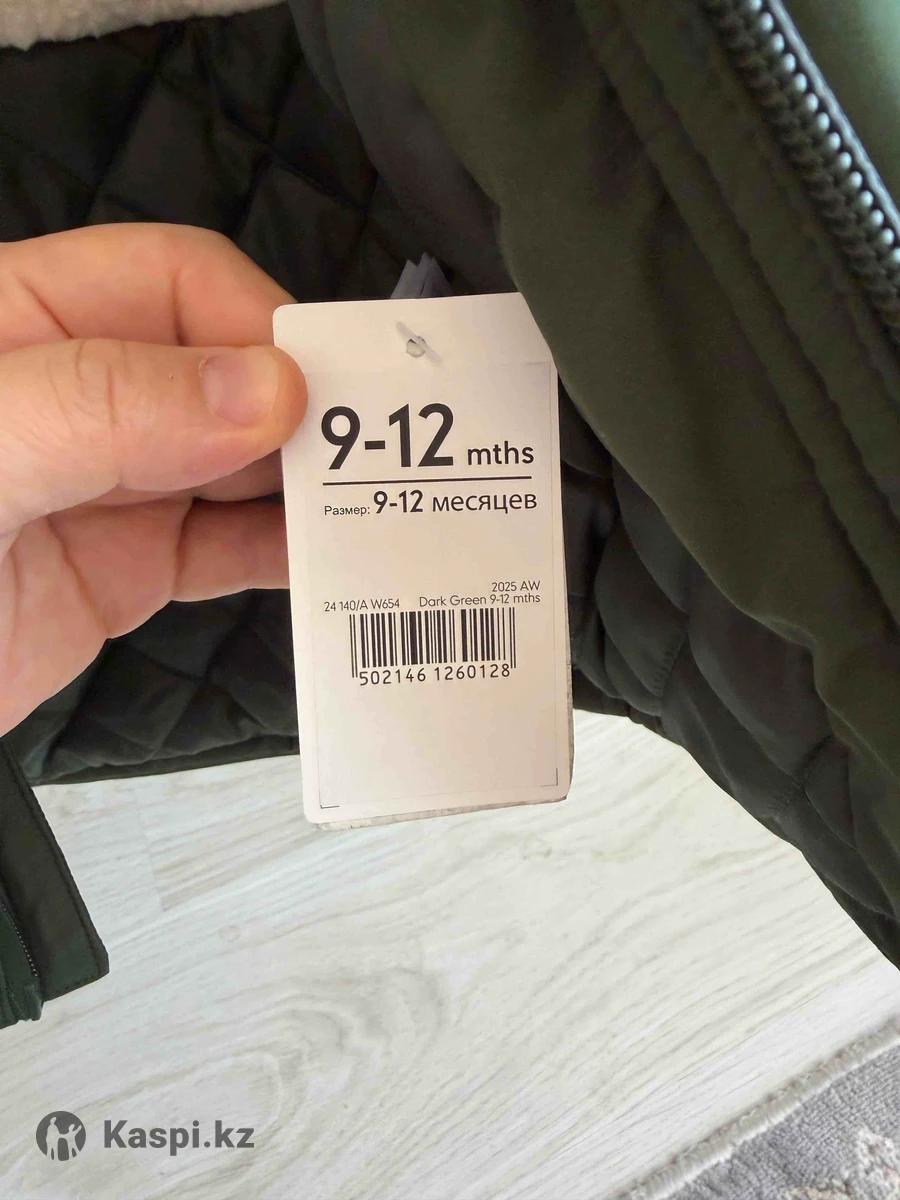 9-12 mths
Размер: 9-12 месяцев
2025 AW
24 140/A W654 Dark Green 9-12 mths
502146 1260128
Kaspi.kz